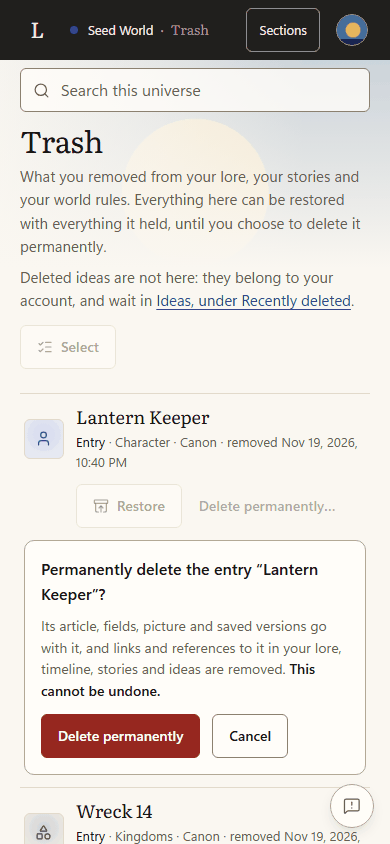 L
Seed World · Trash
Sections
Search this universe
Trash
What you removed from your lore, your stories and
your world rules. Everything here can be restored
with everything it held, until you choose to delete it
permanently.
Deleted ideas are not here: they belong to your
account, and wait in Ideas, under Recently deleted.
Select
Lantern Keeper
Entry · Character · Canon · removed Nov 19, 2026,
10:40 PM
Restore
Delete permanently...
Permanently delete the entry “Lantern
Keeper”?
Its article, fields, picture and saved versions go
with it, and links and references to it in your lore,
timeline, stories and ideas are removed. This
cannot be undone.
Delete permanently
Cancel
Wreck 14
Entry · Kingdoms · Canon · removed Nov 19, 2026,